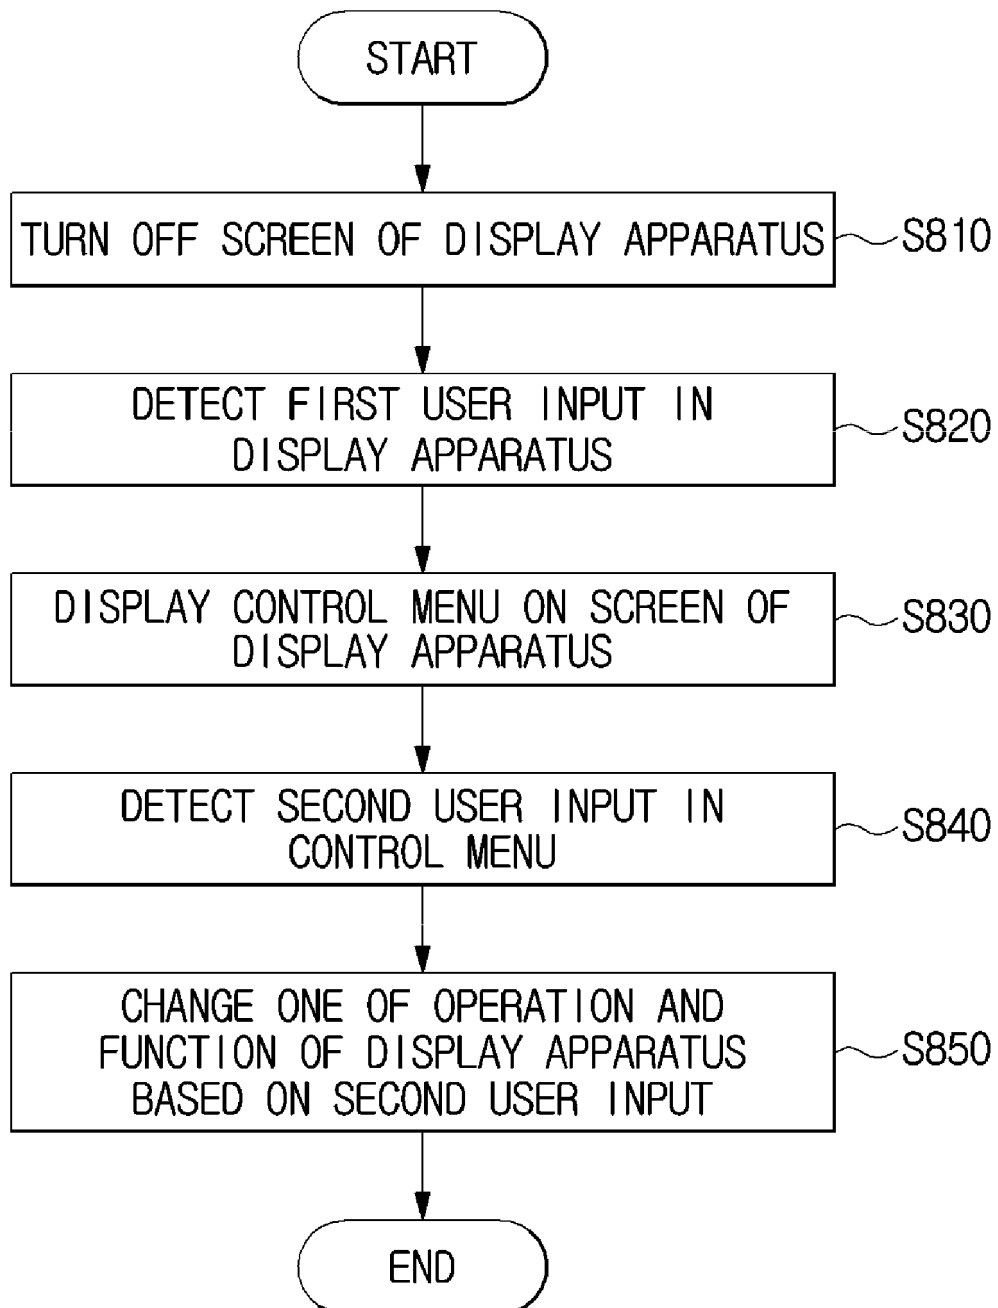 START
TURN OFF SCREEN OF DISPLAY APPARATUS
S810
DETECT FIRST USER INPUT IN
DISPLAY APPARATUS
S820
DISPLAY CONTROL MENU ON SCREEN OF
DISPLAY APPARATUS
S830
DETECT SECOND USER INPUT IN
CONTROL MENU
S840
CHANGE ONE OF OPERATION AND
FUNCTION OF DISPLAY APPARATUS
BASED ON SECOND USER INPUT
S850
END